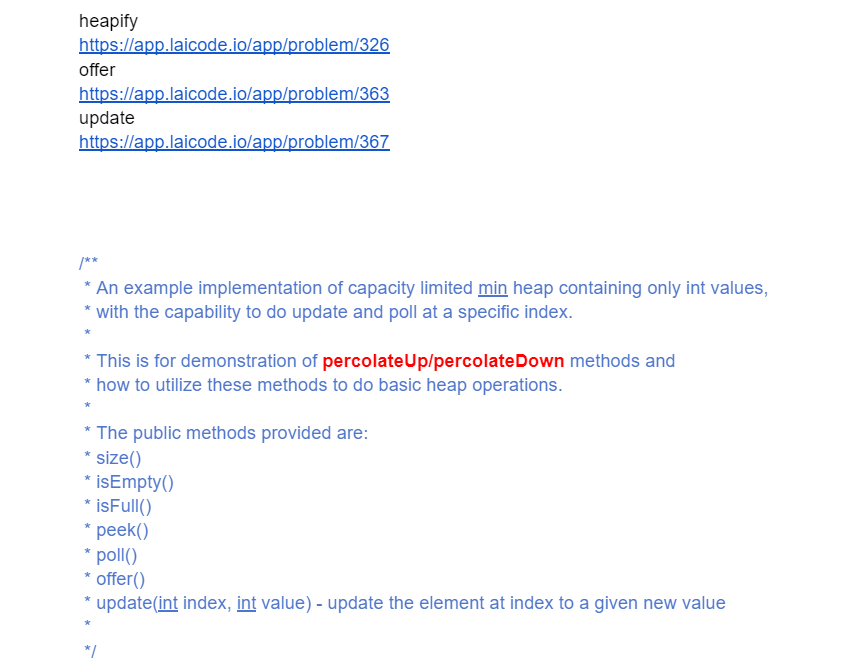 heapify
https://app.laicode.io/app/problem/326
offer
https://app.laicode.io/app/problem/363
update
https://app.laicode.io/app/problem/367
/**
* An example implementation of capacity limited min heap containing only int values,
* with the capability to do update and poll at a specific index.
*
* This is for demonstration of percolateUp/percolateDown methods and
* how to utilize these methods to do basic heap operations.
*
* The public methods provided are:
* size()
* isEmpty()
* isFull()
* peek()
* poll()
* offer()
* update(int index, int value) - update the element at index to a given new value
*
*/